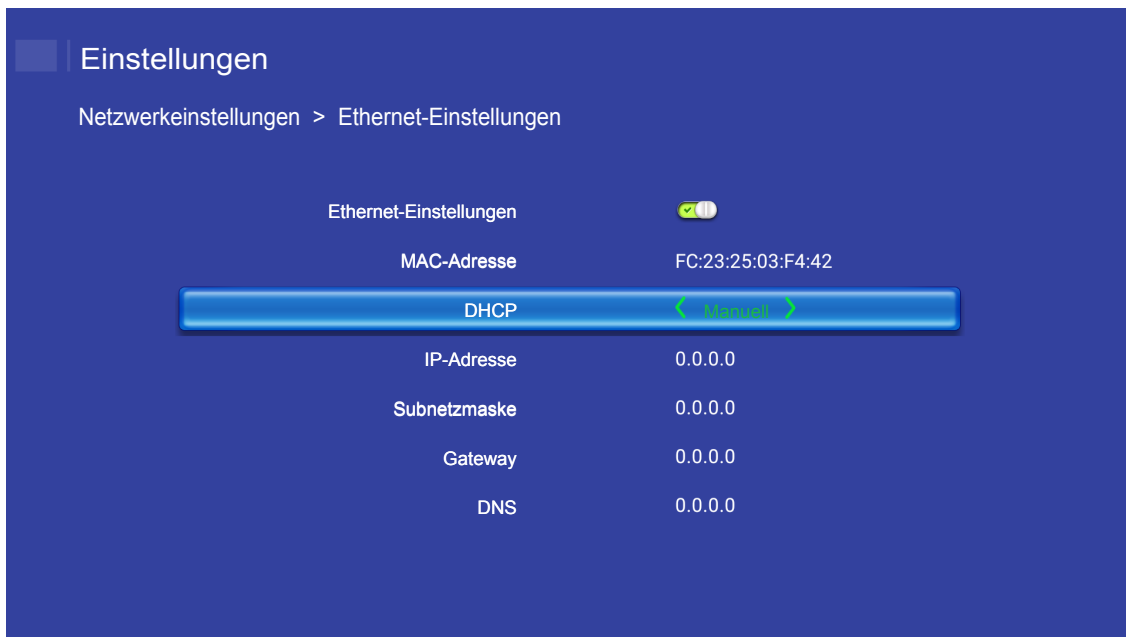 Einstellungen
Netzwerkeinstellungen > Ethernet-Einstellungen
Ethernet-Einstellungen
MAC-Adresse FC:23:25:03:F4:42
DHCP Manuell
IP-Adresse 0.0.0.0
Subnetzmaske 0.0.0.0
Gateway 0.0.0.0
DNS 0.0.0.0